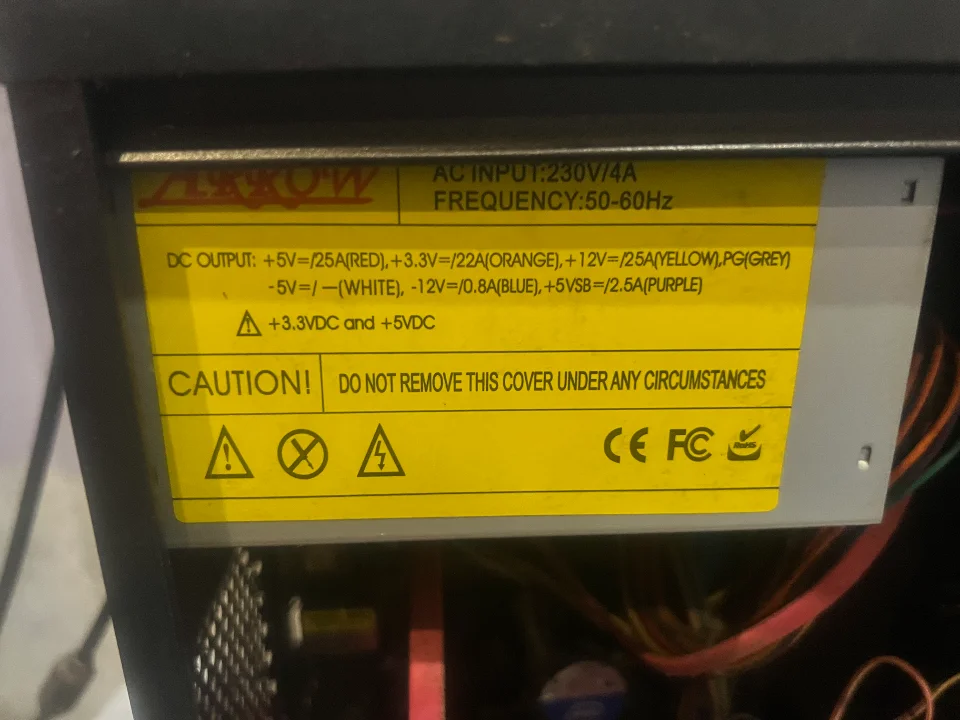 ARROW
AC INPUT:230V/4A
FREQUENCY:50-60Hz
DC OUTPUT: +5V=/25A(RED),+3.3V=/22A(ORANGE),+12V=/25A(YELLOW),PG(GREY)
-5V=/—(WHITE), -12V=/0.8A(BLUE),+5VSB=/2.5A(PURPLE)
+3.3VDC and +5VDC
CAUTION!
DO NOT REMOVE THIS COVER UNDER ANY CIRCUMSTANCES
CE FC RoHS